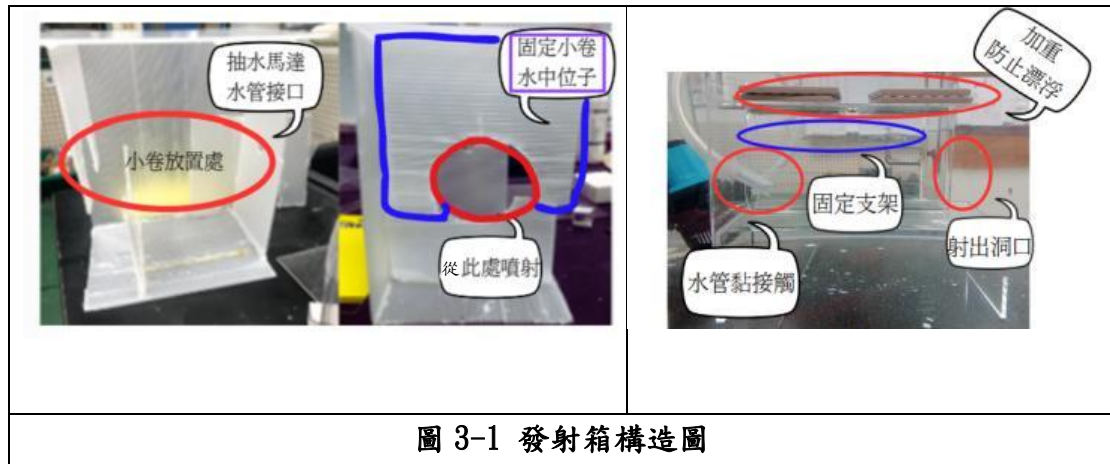 抽水馬達
水管接口
小卷放置處
固定小卷
水中位子
從此處噴射
加重
防止漂浮
固定支架
射出洞口
水管黏接觸
圖 3-1 發射箱構造圖